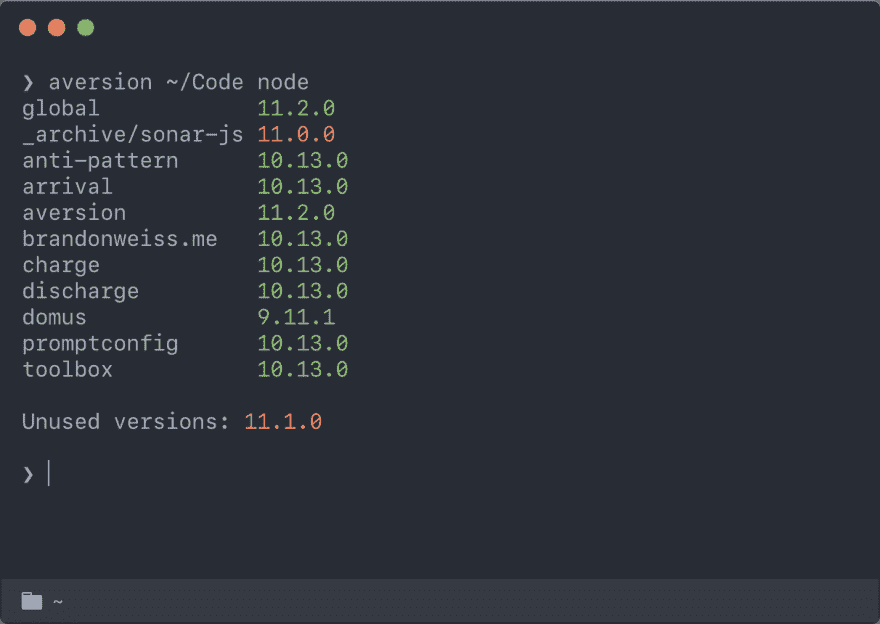 ❯ aversion ~/Code node
global 11.2.0
_archive/sonar-js 11.0.0
anti-pattern 10.13.0
arrival 10.13.0
aversion 11.2.0
brandonweiss.me 10.13.0
charge 10.13.0
discharge 10.13.0
domus 9.11.1
promptconfig 10.13.0
toolbox 10.13.0
Unused versions: 11.1.0
❯
~